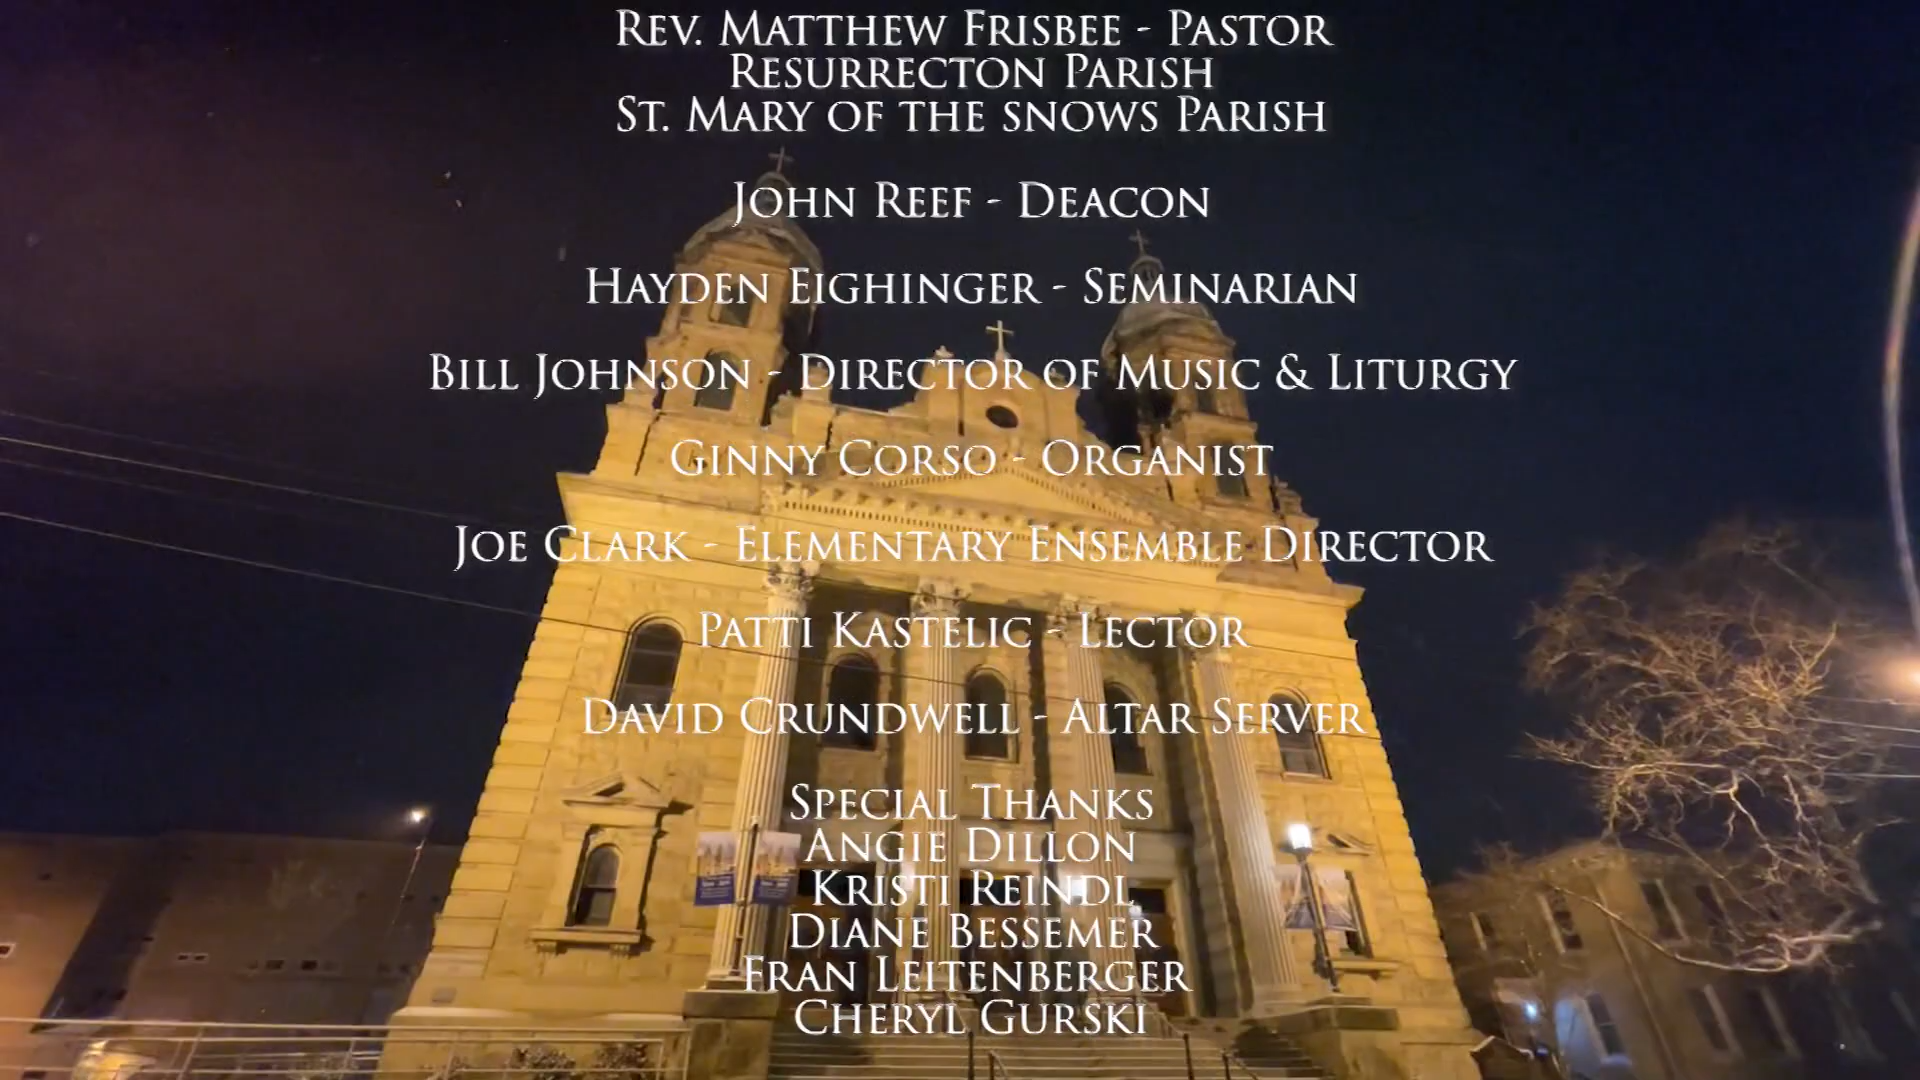 Rev. Matthew Frisbee - Pastor
Resurrecton Parish
St. Mary of the snows Parish
John Reef - Deacon
Hayden Eighinger - Seminarian
Bill Johnson - Director of Music & Liturgy
Ginny Corso - Organist
Joe Clark - Elementary Ensemble Director
Patti Kastelic - Lector
David Crundwell - Altar Server
Special Thanks
Angie Dillon
Kristi Reindl
Diane Bessemer
Fran Leitenberger
Cheryl Gurski